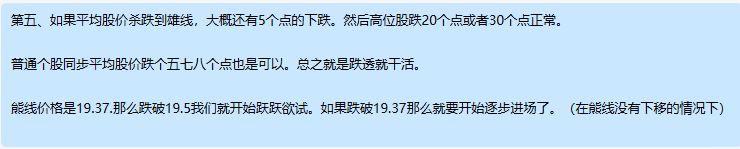 第五、如果平均股价杀跌到雄线，大概还有5个点的下跌。然后高位股跌20个点或者30个点正常。
普通个股同步平均股价跌个五七八个点也是可以。总之就是跌透就干活。
熊线价格是19.37.那么跌破19.5我们就开始跃跃欲试。如果跌破19.37那么就要开始逐步进场了。（在熊线没有下移的情况下）